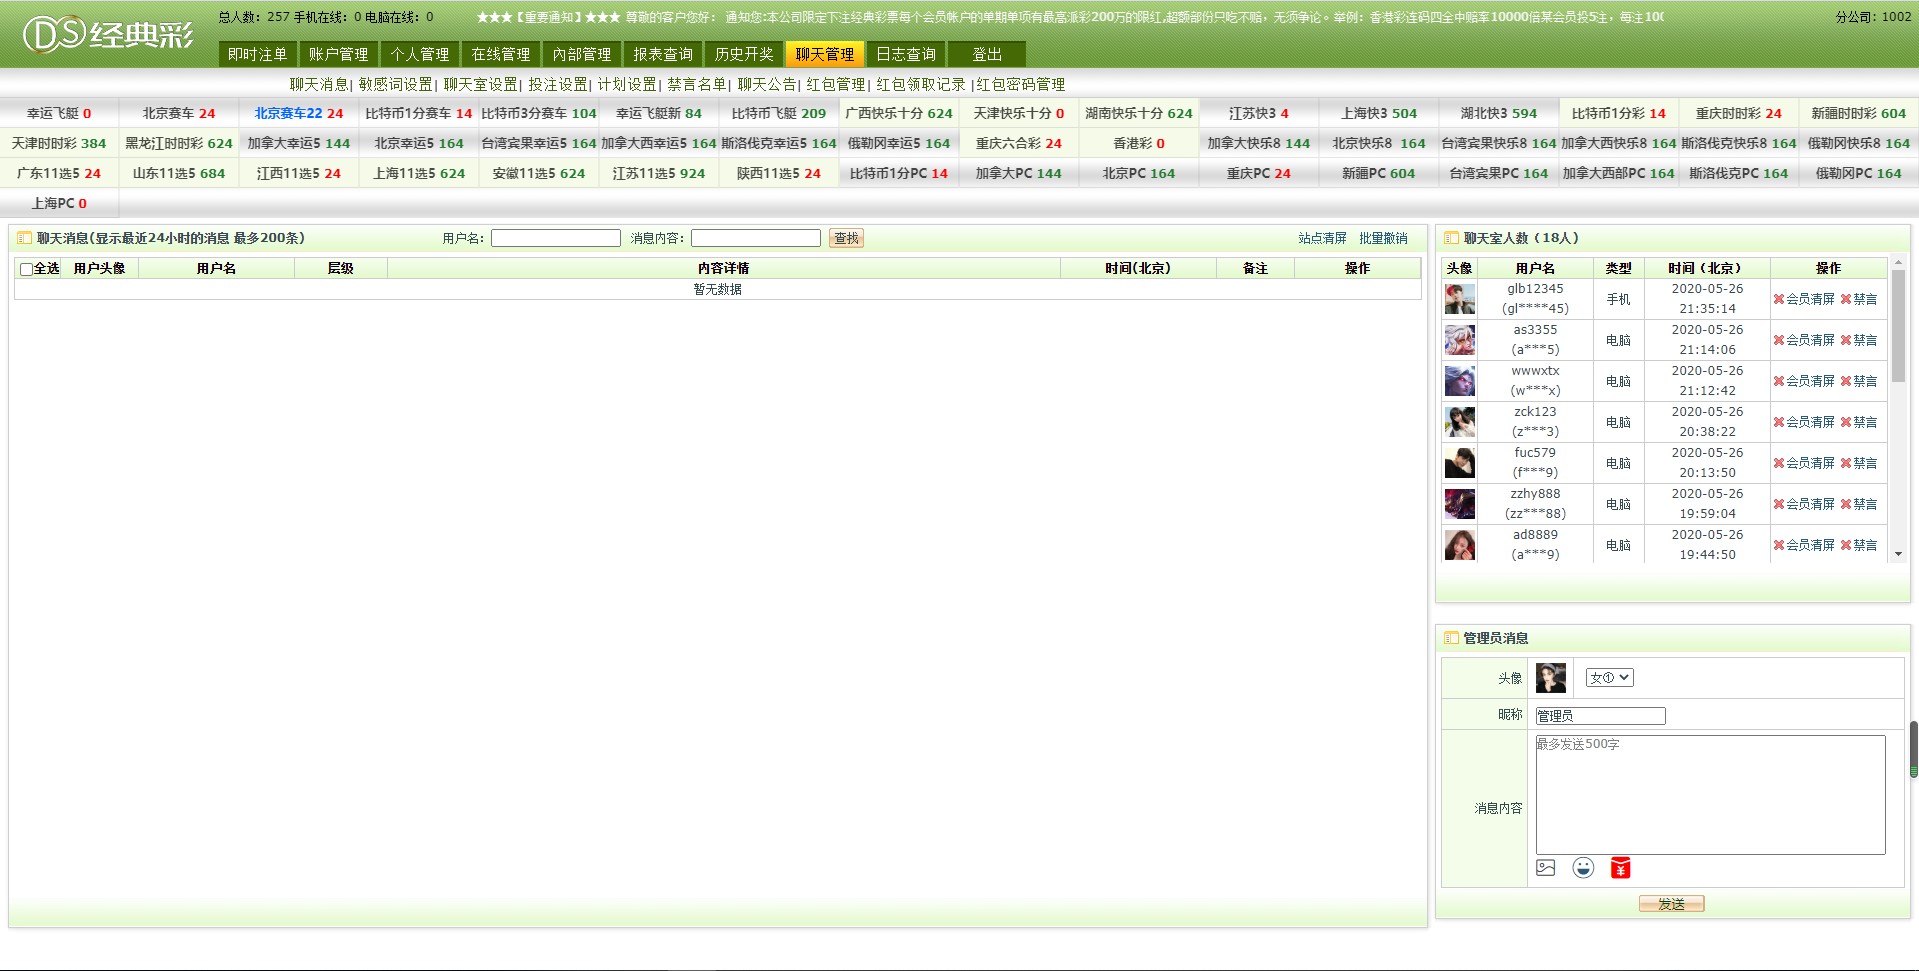 DS经典彩
总人数：257 手机在线：0 电脑在线：0
★★★【重要通知】★★★ 尊敬的客户您好： 通知您:本公司限定下注经典彩票每个会员帐户的单期单项有最高派彩200万的限红,超额部份只吃不赔，无须争论。举例：香港彩连码四全中赔率10000倍某会员投5注，每注100
分公司：1002
即时注单 账户管理 个人管理 在线管理 內部管理 报表查询 历史开奖 聊天管理 日志查询 登出
聊天消息| 敏感词设置| 聊天室设置| 投注设置| 计划设置| 禁言名单| 聊天公告| 红包管理| 红包领取记录 |红包密码管理
幸运飞艇 0 北京赛车 24 北京赛车22 24 比特币1分赛车 14 比特币3分赛车 104 幸运飞艇新 84 比特币飞艇 209 广西快乐十分 624 天津快乐十分 0 湖南快乐十分 624 江苏快3 4 上海快3 504 湖北快3 594 比特币1分彩 14 重庆时时彩 24 新疆时时彩 604
天津时时彩 384 黑龙江时时彩 624 加拿大幸运5 144 北京幸运5 164 台湾宾果幸运5 164 加拿大西幸运5 164 斯洛伐克幸运5 164 俄勒冈幸运5 164 重庆六合彩 24 香港彩 0 加拿大快乐8 144 北京快乐8 164 台湾宾果快乐8 164 加拿大西快乐8 164 斯洛伐克快乐8 164 俄勒冈快乐8 164
广东11选5 24 山东11选5 684 江西11选5 24 上海11选5 624 安徽11选5 624 江苏11选5 924 陕西11选5 24 比特币1分PC 14 加拿大PC 144 北京PC 164 重庆PC 24 新疆PC 604 台湾宾果PC 164 加拿大西部PC 164 斯洛伐克PC 164 俄勒冈PC 164
上海PC 0
聊天消息(显示最近24小时的消息 最多200条) 用户名： 消息内容： 查找 站点清屏 批量撤销
全选 用户头像 用户名 层级 内容详情 时间(北京) 备注 操作
暂无数据
聊天室人数（18人）
头像 用户名 类型 时间（北京） 操作
glb12345
(gl****45)
手机
2020-05-26
21:35:14
会员清屏 禁言
as3355
(a***5)
电脑
2020-05-26
21:14:06
会员清屏 禁言
wwwxtx
(w***x)
电脑
2020-05-26
21:12:42
会员清屏 禁言
zck123
(z***3)
电脑
2020-05-26
20:38:22
会员清屏 禁言
fuc579
(f***9)
电脑
2020-05-26
20:13:50
会员清屏 禁言
zzhy888
(zz***88)
电脑
2020-05-26
19:59:04
会员清屏 禁言
ad8889
(a***9)
电脑
2020-05-26
19:44:50
会员清屏 禁言
管理员消息
头像 女①
昵称 管理员
消息内容 最多发送500字
¥
发送